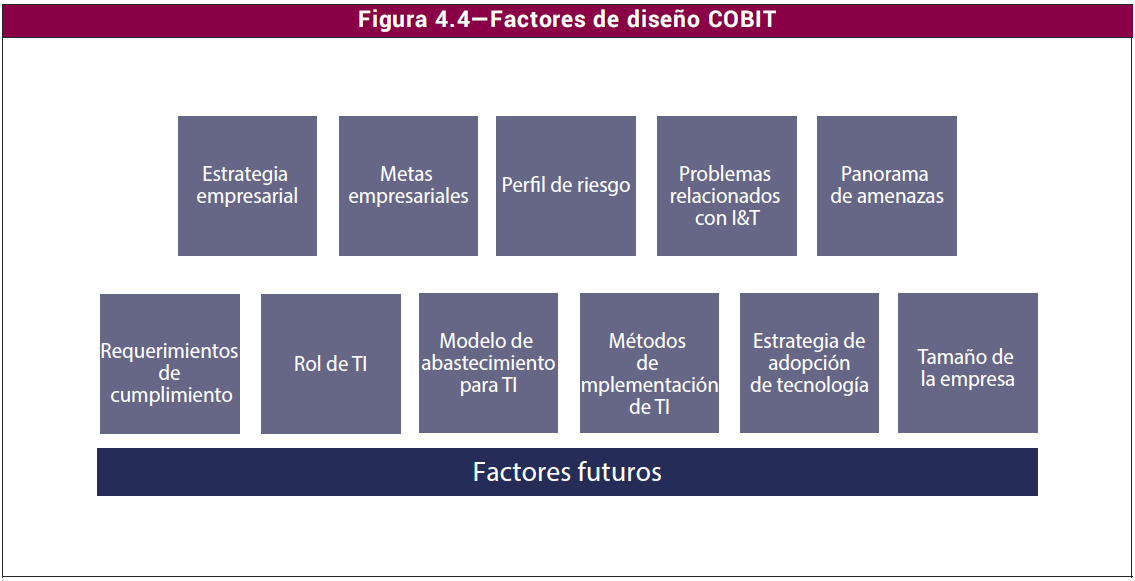 Figura 4.4—Factores de diseño COBIT
Estrategia
empresarial
Metas
empresariales
Perfil de riesgo
Problemas
relacionados
con I&T
Panorama
de amenazas
Requerimientos
de
cumplimiento
Rol de TI
Modelo de
abastecimiento
para TI
Métodos
de
mplementación
de TI
Estrategia de
adopción
de tecnología
Tamaño de
la empresa
Factores futuros